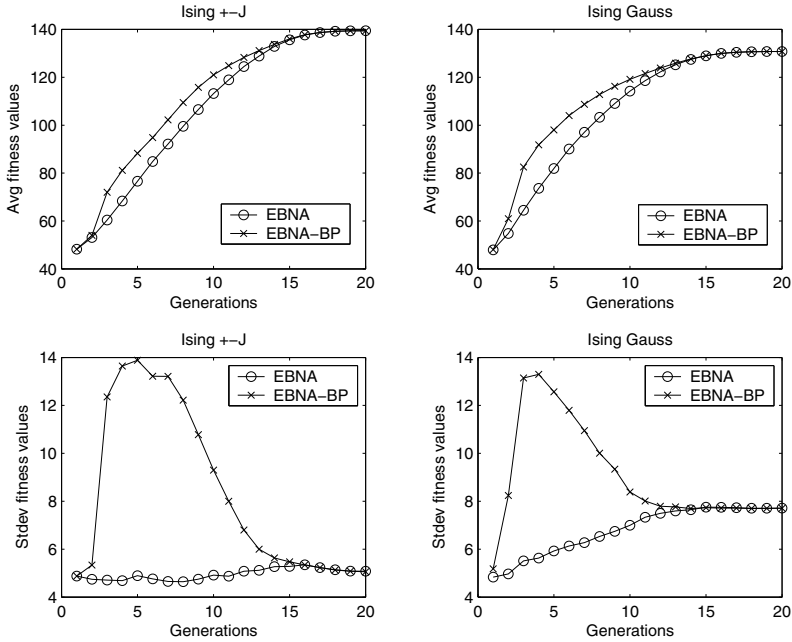 Ising +−J
Avg fitness values
140
120
100
80
60
40
0
5
10
15
20
Generations
EBNA
EBNA−BP
Ising Gauss
Avg fitness values
140
120
100
80
60
40
0
5
10
15
20
Generations
EBNA
EBNA−BP
Ising +−J
Stdev fitness values
14
12
10
8
6
4
0
5
10
15
20
Generations
EBNA
EBNA−BP
Ising Gauss
Stdev fitness values
14
12
10
8
6
4
0
5
10
15
20
Generations
EBNA
EBNA−BP